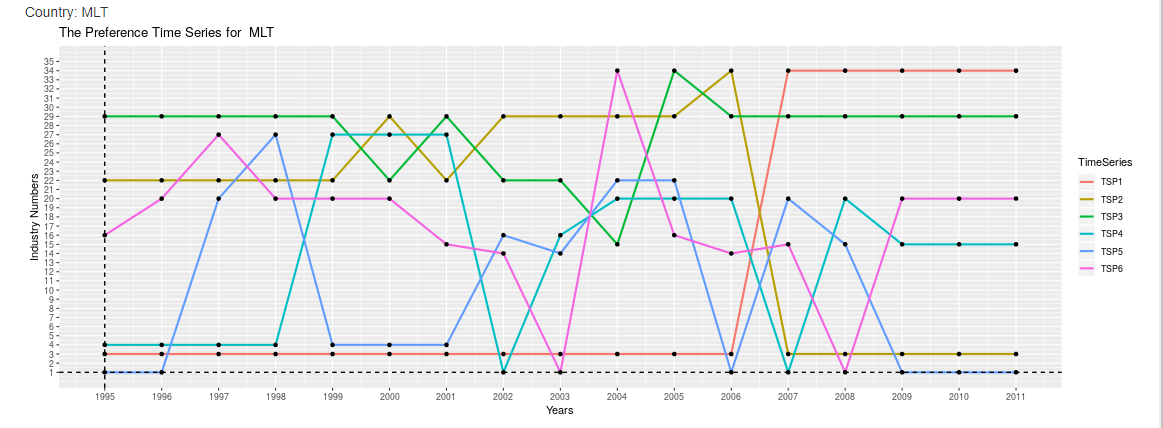 Country: MLT
The Preference Time Series for MLT
Industry Numbers
35
34
33
32
31
30
29
28
27
26
25
24
23
22
21
20
19
18
17
16
15
14
13
12
11
10
9
8
7
6
5
4
3
2
1
1995 1996 1997 1998 1999 2000 2001 2002 2003 2004 2005 2006 2007 2008 2009 2010 2011
Years
TimeSeries
TSP1
TSP2
TSP3
TSP4
TSP5
TSP6